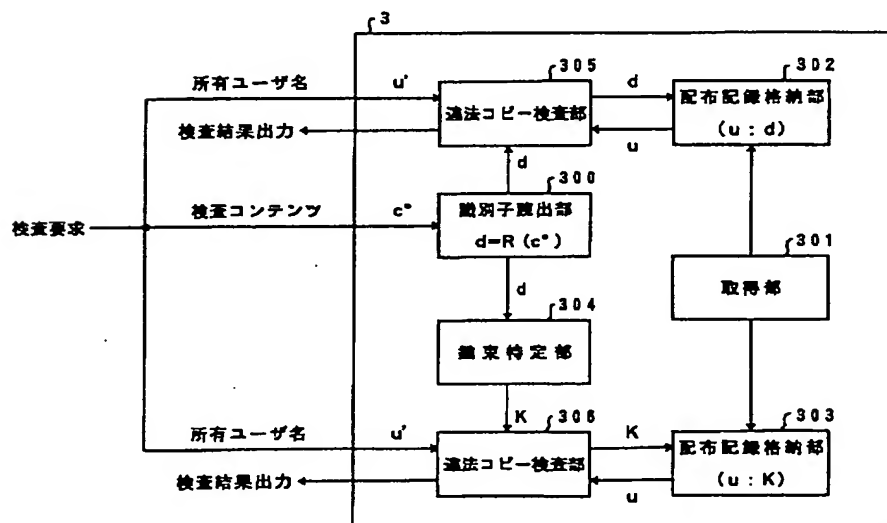 3
305
302
所有ユーザ名
u'
違法コピー検査部
d
配布記録格納部
(u : d)
検査結果出力
u
d
300
検査要求
検査コンテンツ
c*
識別子読出部
d=R (c*)
301
取得部
d
304
鍵束特定部
K
306
303
所有ユーザ名
u'
違法コピー検査部
K
配布記録格納部
(u : K)
検査結果出力
u